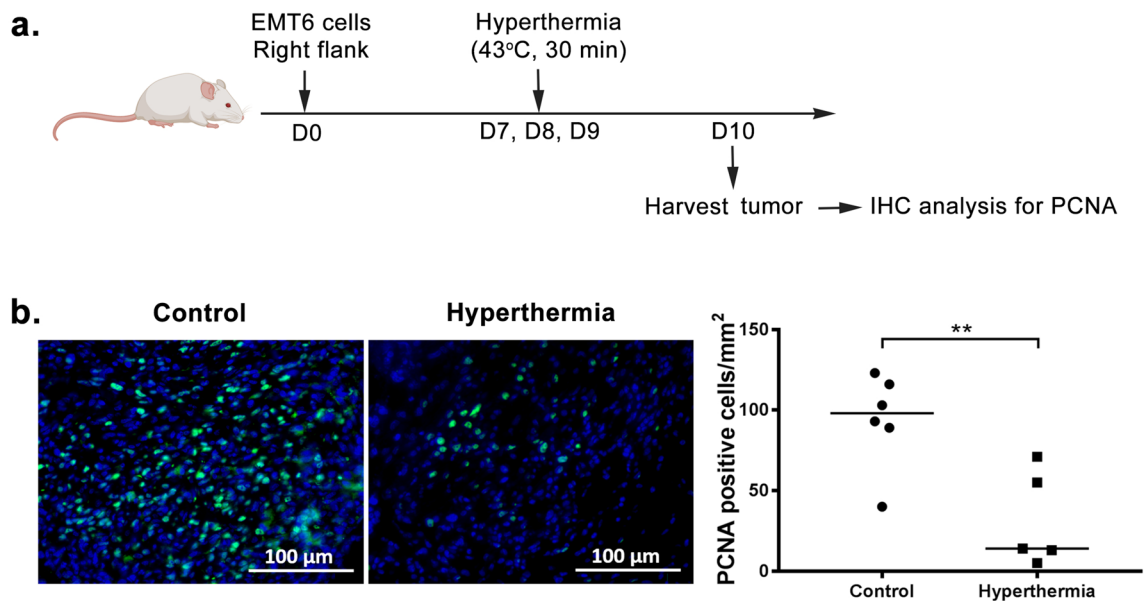 a.
EMT6 cells
Right flank
Hyperthermia
(43°C, 30 min)
D0
D7, D8, D9
D10
Harvest tumor
IHC analysis for PCNA
b.
Control
Hyperthermia
100 µm
100 µm
PCNA positive cells/mm²
150
100
50
0
**
Control
Hyperthermia